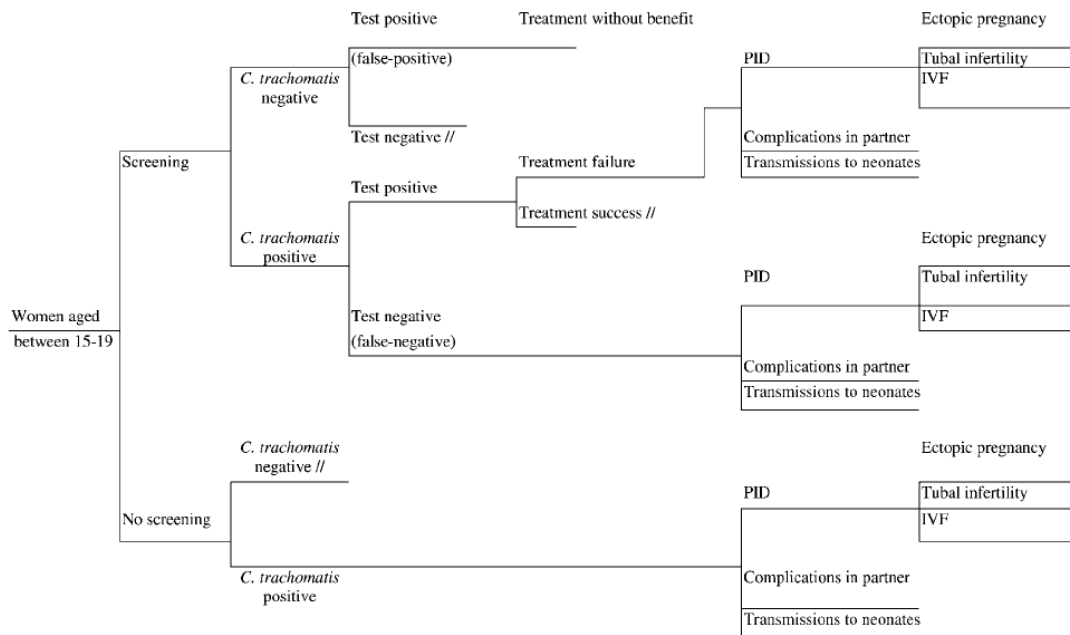 Test positive
Treatment without benefit
Ectopic pregnancy
(false-positive)
PID
Tubal infertility
C. trachomatis
negative
IVF
Test negative //
Complications in partner
Screening
Treatment failure
Transmissions to neonates
Test positive
Treatment success //
C. trachomatis
positive
Ectopic pregnancy
PID
Tubal infertility
Women aged
between 15-19
Test negative
(false-negative)
IVF
Complications in partner
Transmissions to neonates
C. trachomatis
negative //
Ectopic pregnancy
PID
Tubal infertility
No screening
IVF
C. trachomatis
positive
Complications in partner
Transmissions to neonates